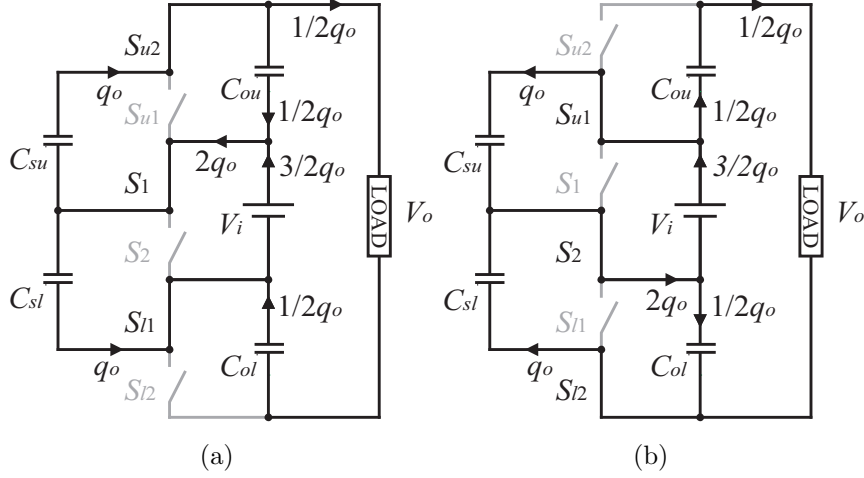 1/2qo
Su2
qo
Cou
Su1
1/2qo
2qo
Csu
3/2qo
S1
LOAD
Vo
Vi
S2
Csl
Sl1
1/2qo
qo
Col
Sl2
(a)
1/2qo
Su2
qo
Cou
Su1
1/2qo
Csu
3/2qo
S1
LOAD
Vo
Vi
S2
Csl
2qo
1/2qo
Sl1
qo
Col
Sl2
(b)